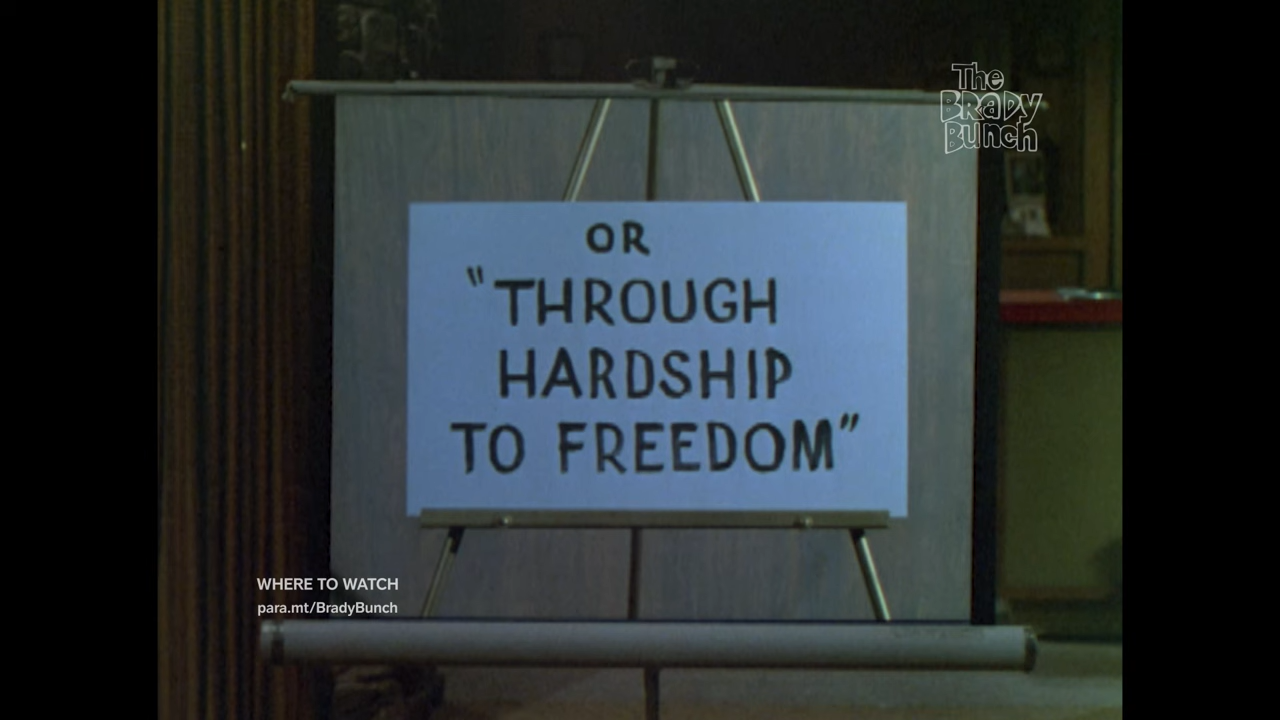 The
BRADY
BUNCH
OR
"THROUGH
HARDSHIP
TO FREEDOM"
WHERE TO WATCH
para.mt/BradyBunch